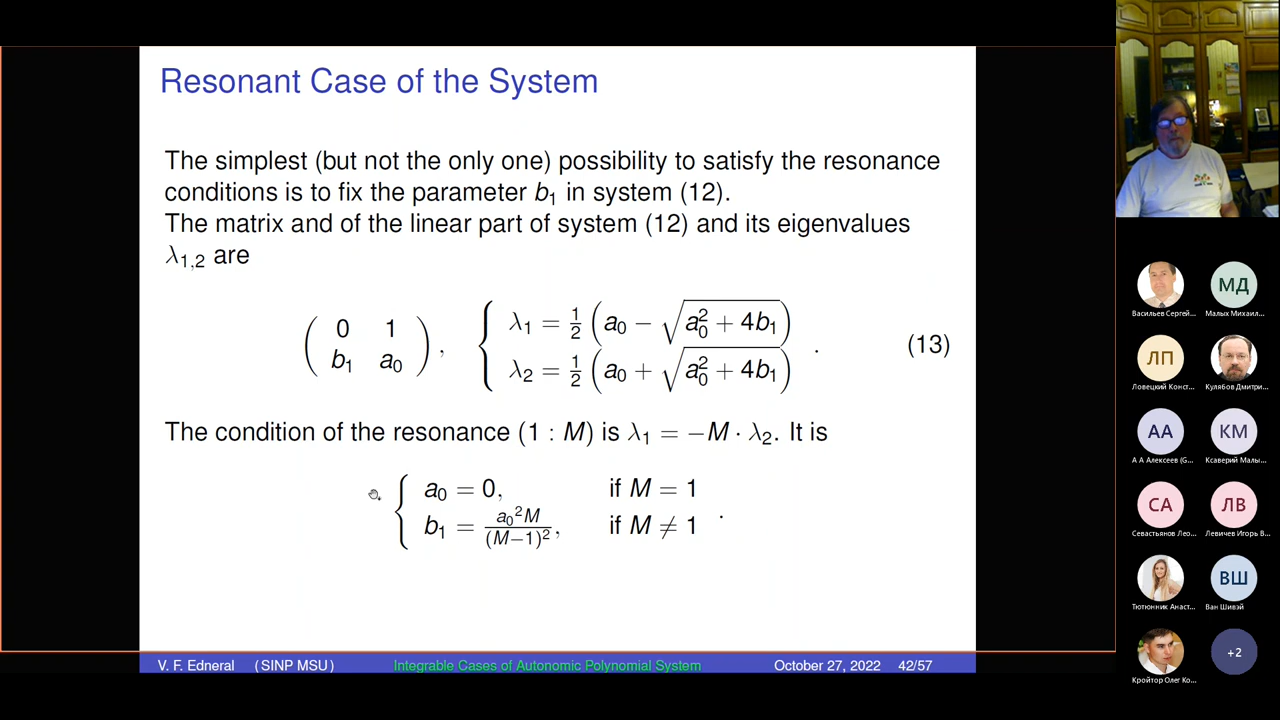 Resonant Case of the System
The simplest (but not the only one) possibility to satisfy the resonance
conditions is to fix the parameter b₁ in system (12).
The matrix and of the linear part of system (12) and its eigenvalues
λ₁,₂ are
( 0 1 ; b₁ a₀ ), { λ₁ = ½ (a₀ − √(a₀² + 4b₁)) ; λ₂ = ½ (a₀ + √(a₀² + 4b₁)) . (13)
The condition of the resonance (1 : M) is λ₁ = −M · λ₂. It is
{ a₀ = 0, if M = 1
b₁ = a₀²M/(M−1)², if M ≠ 1 .
V. F. Edneral (SINP MSU) Integrable Cases of Autonomic Polynomial System October 27, 2022 42/57
МД
Васильев Сергей... Малых Михаил...
ЛП
Ловецкий Конст... Кулябов Дмитри...
АА КМ
А А Алексеев (G... Ксаверий Малы...
СА ЛВ
Севастьянов Лео... Левичев Игорь В...
ВШ
Тютюнник Анаст... Ван Шивэй
+2
Кройтор Олег Ко...